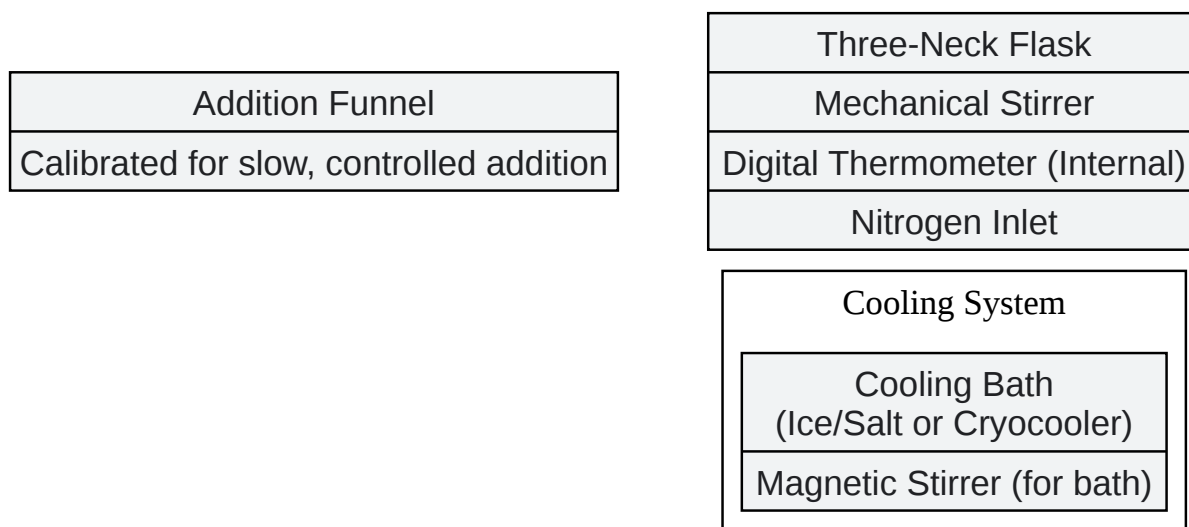 Addition Funnel
Calibrated for slow, controlled addition
Three-Neck Flask
Mechanical Stirrer
Digital Thermometer (Internal)
Nitrogen Inlet
Cooling System
Cooling Bath
(Ice/Salt or Cryocooler)
Magnetic Stirrer (for bath)